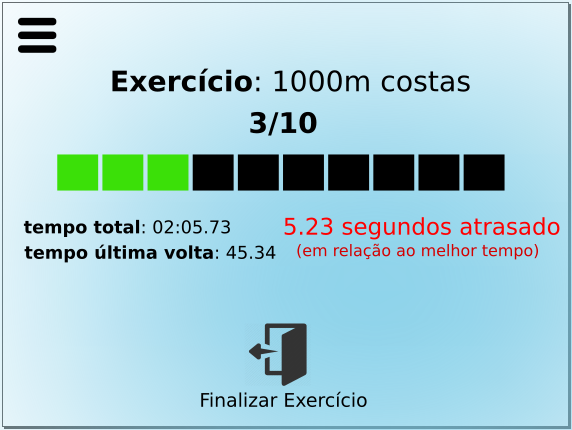 Exercício: 1000m costas
3/10
tempo total: 02:05.73
tempo última volta: 45.34
5.23 segundos atrasado
(em relação ao melhor tempo)
Finalizar Exercício